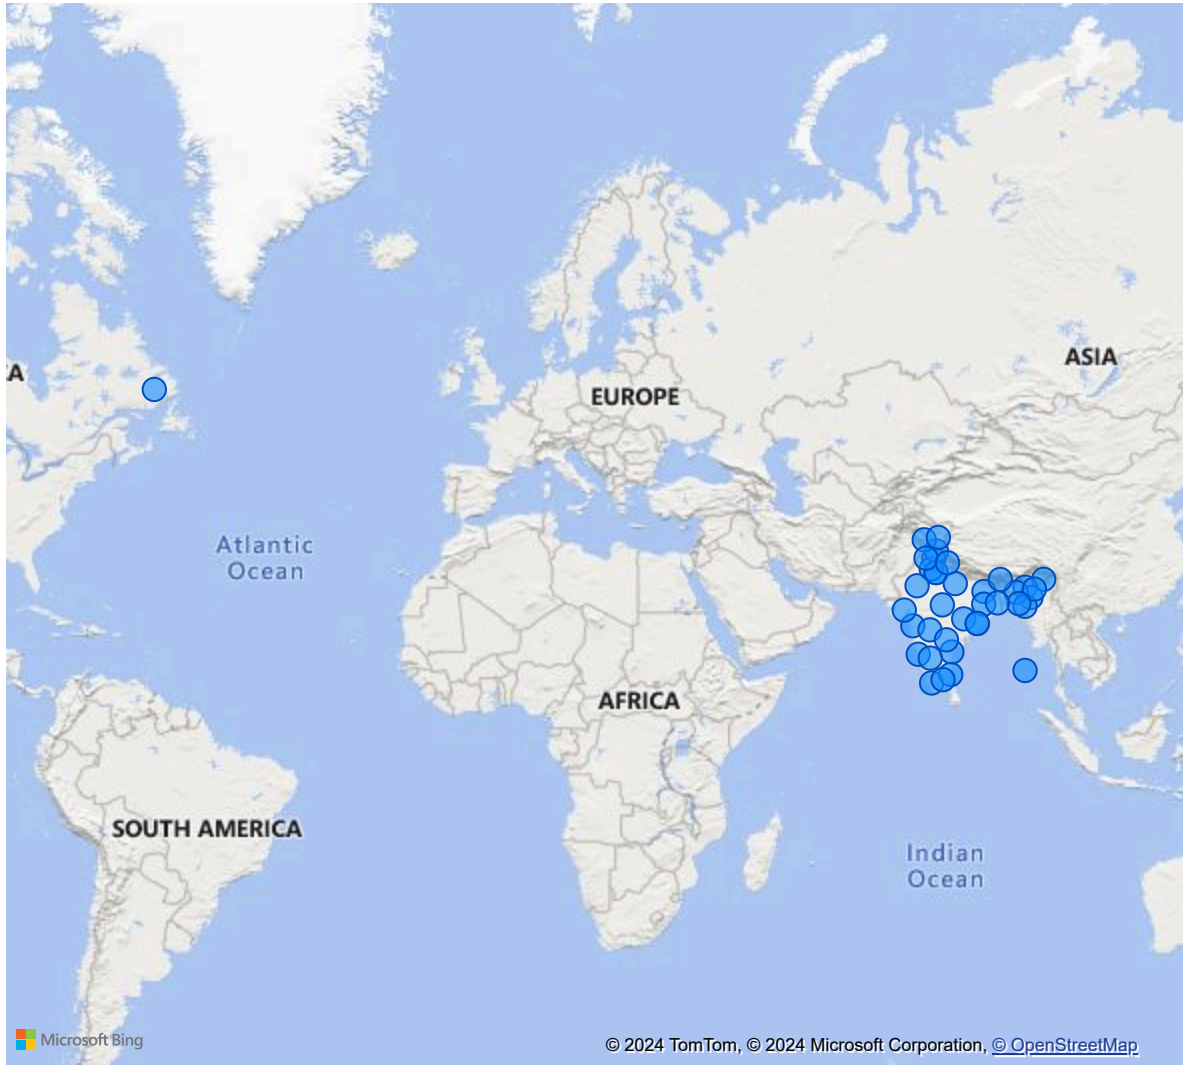 ASIA
A
EUROPE
Atlantic
Ocean
AFRICA
SOUTH AMERICA
Indian
Ocean
Microsoft Bing
© 2024 TomTom, © 2024 Microsoft Corporation, © OpenStreetMap